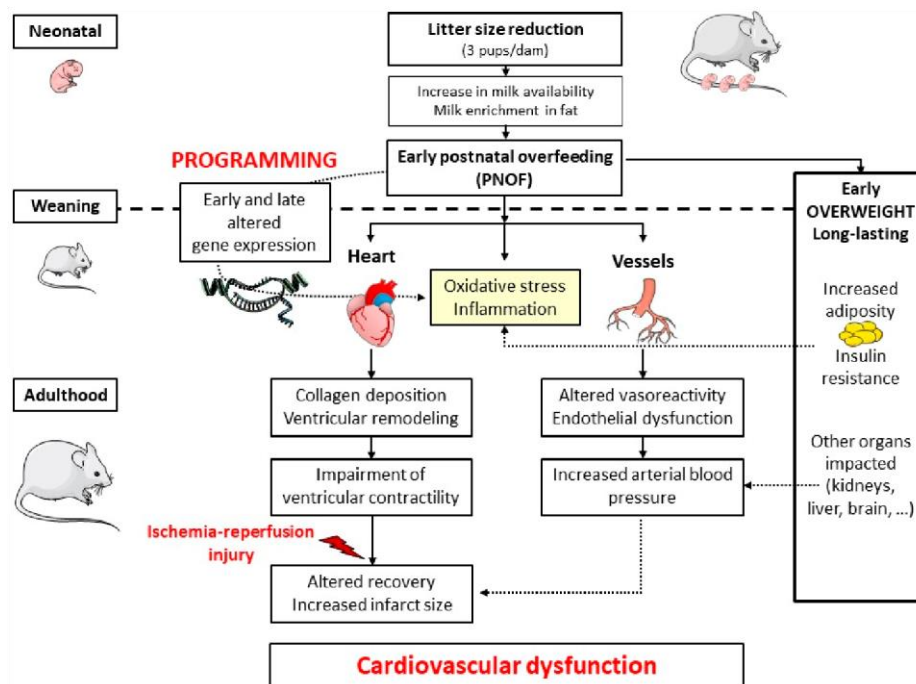 Neonatal
Litter size reduction
(3 pups/dam)
Increase in milk availability
Milk enrichment in fat
PROGRAMMING
Early postnatal overfeeding
(PNOF)
Weaning
Early and late
altered
gene expression
Early
OVERWEIGHT
Long-lasting
Heart
Vessels
Oxidative stress
Inflammation
Increased
adiposity
Insulin
resistance
Adulthood
Collagen deposition
Ventricular remodeling
Altered vasoreactivity
Endothelial dysfunction
Impairment of
ventricular contractility
Increased arterial blood
pressure
Other organs
impacted
(kidneys,
liver, brain, ...)
Ischemia-reperfusion
injury
Altered recovery
Increased infarct size
Cardiovascular dysfunction